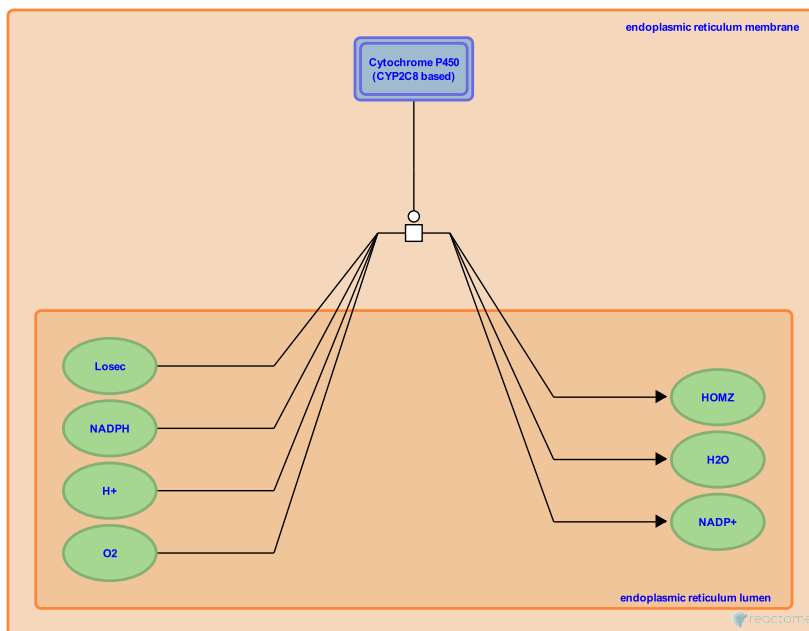 endoplasmic reticulum membrane
Cytochrome P450
(CYP2C8 based)
Losec
NADPH
H+
O2
HOMZ
H2O
NADP+
endoplasmic reticulum lumen
reactome